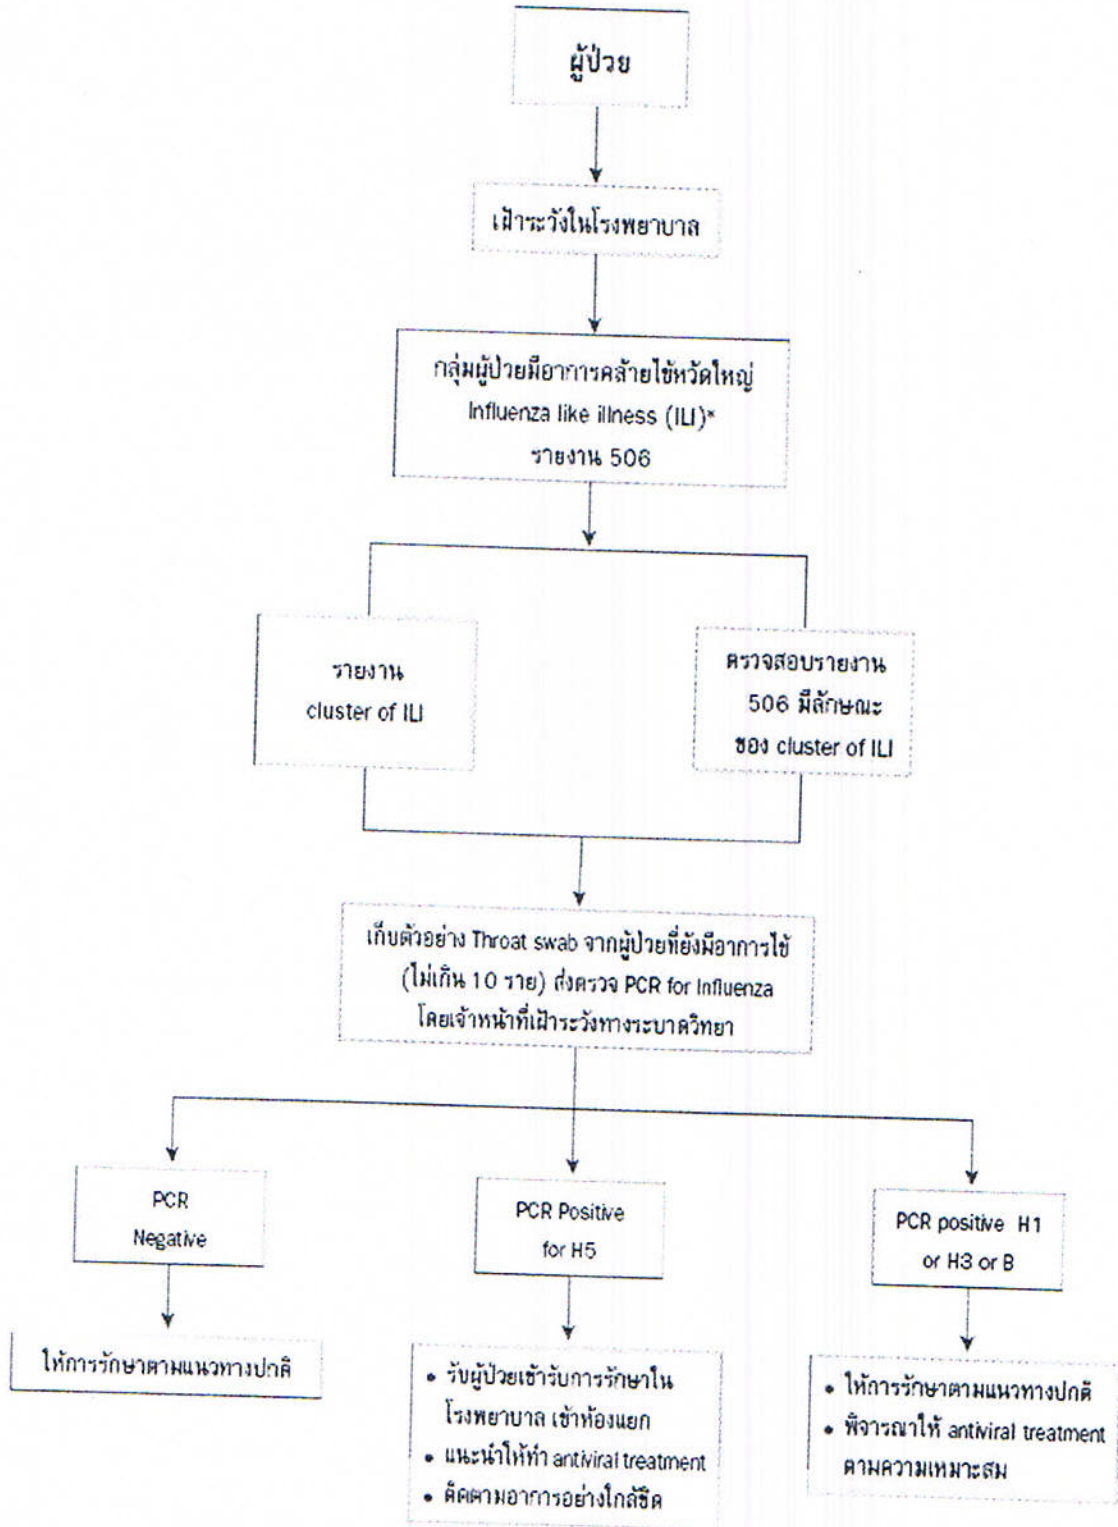 ผู้ป่วย
เฝ้าระวังในโรงพยาบาล
กลุ่มผู้ป่วยมีอาการคล้ายไข้หวัดใหญ่
Influenza like illness (ILI)*
รายงาน 506
รายงาน
cluster of ILI
ตรวจสอบรายงาน
506 มีลักษณะ
ของ cluster of ILI
เก็บตัวอย่าง Throat swab จากผู้ป่วยที่ยังมีอาการไข้
(ไม่เกิน 10 ราย) ส่งตรวจ PCR for Influenza
โดยเจ้าหน้าที่เฝ้าระวังทางระบาดวิทยา
PCR
Negative
PCR Positive
for H5
PCR positive H1
or H3 or B
ให้การรักษาตามแนวทางปกติ
• รับผู้ป่วยเข้ารับการรักษาใน
โรงพยาบาล เข้าห้องแยก
• แนะนำให้ทำ antiviral treatment
• ติดตามอาการอย่างใกล้ชิด
• ให้การรักษาตามแนวทางปกติ
• พิจารณาให้ antiviral treatment
ตามความเหมาะสม